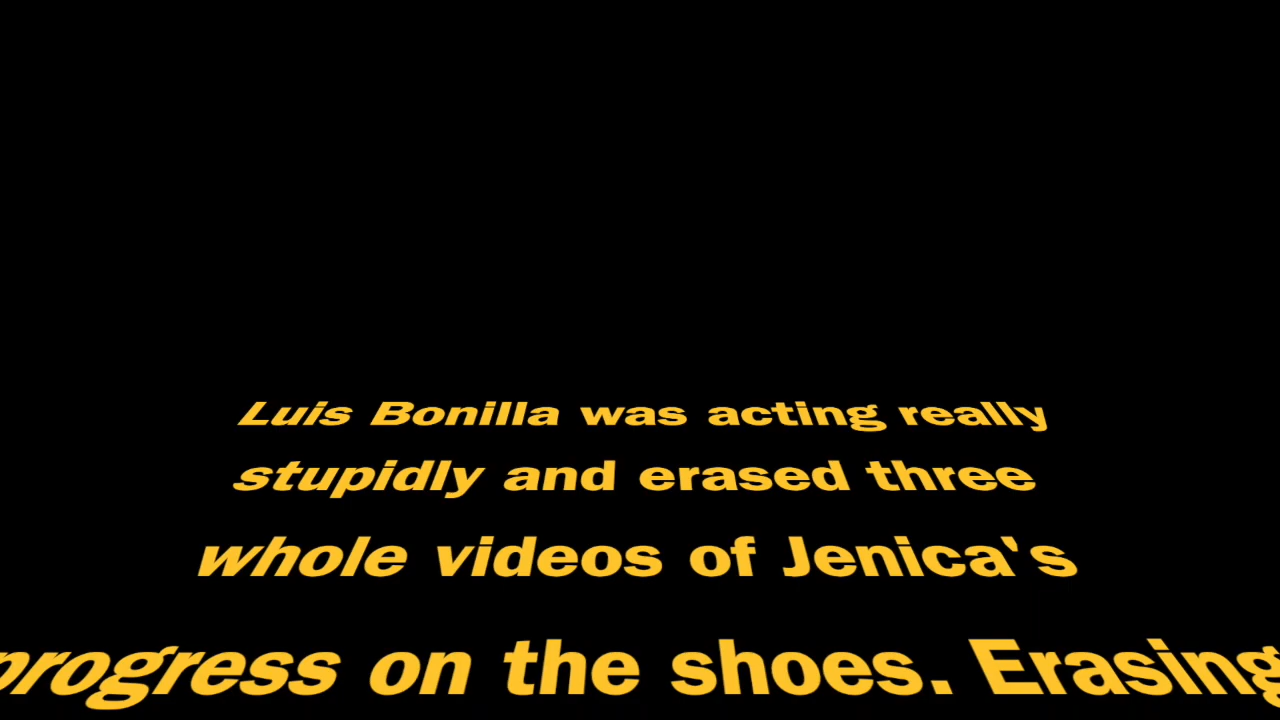 Luis Bonilla was acting really
stupidly and erased three
whole videos of Jenica's
progress on the shoes. Erasing